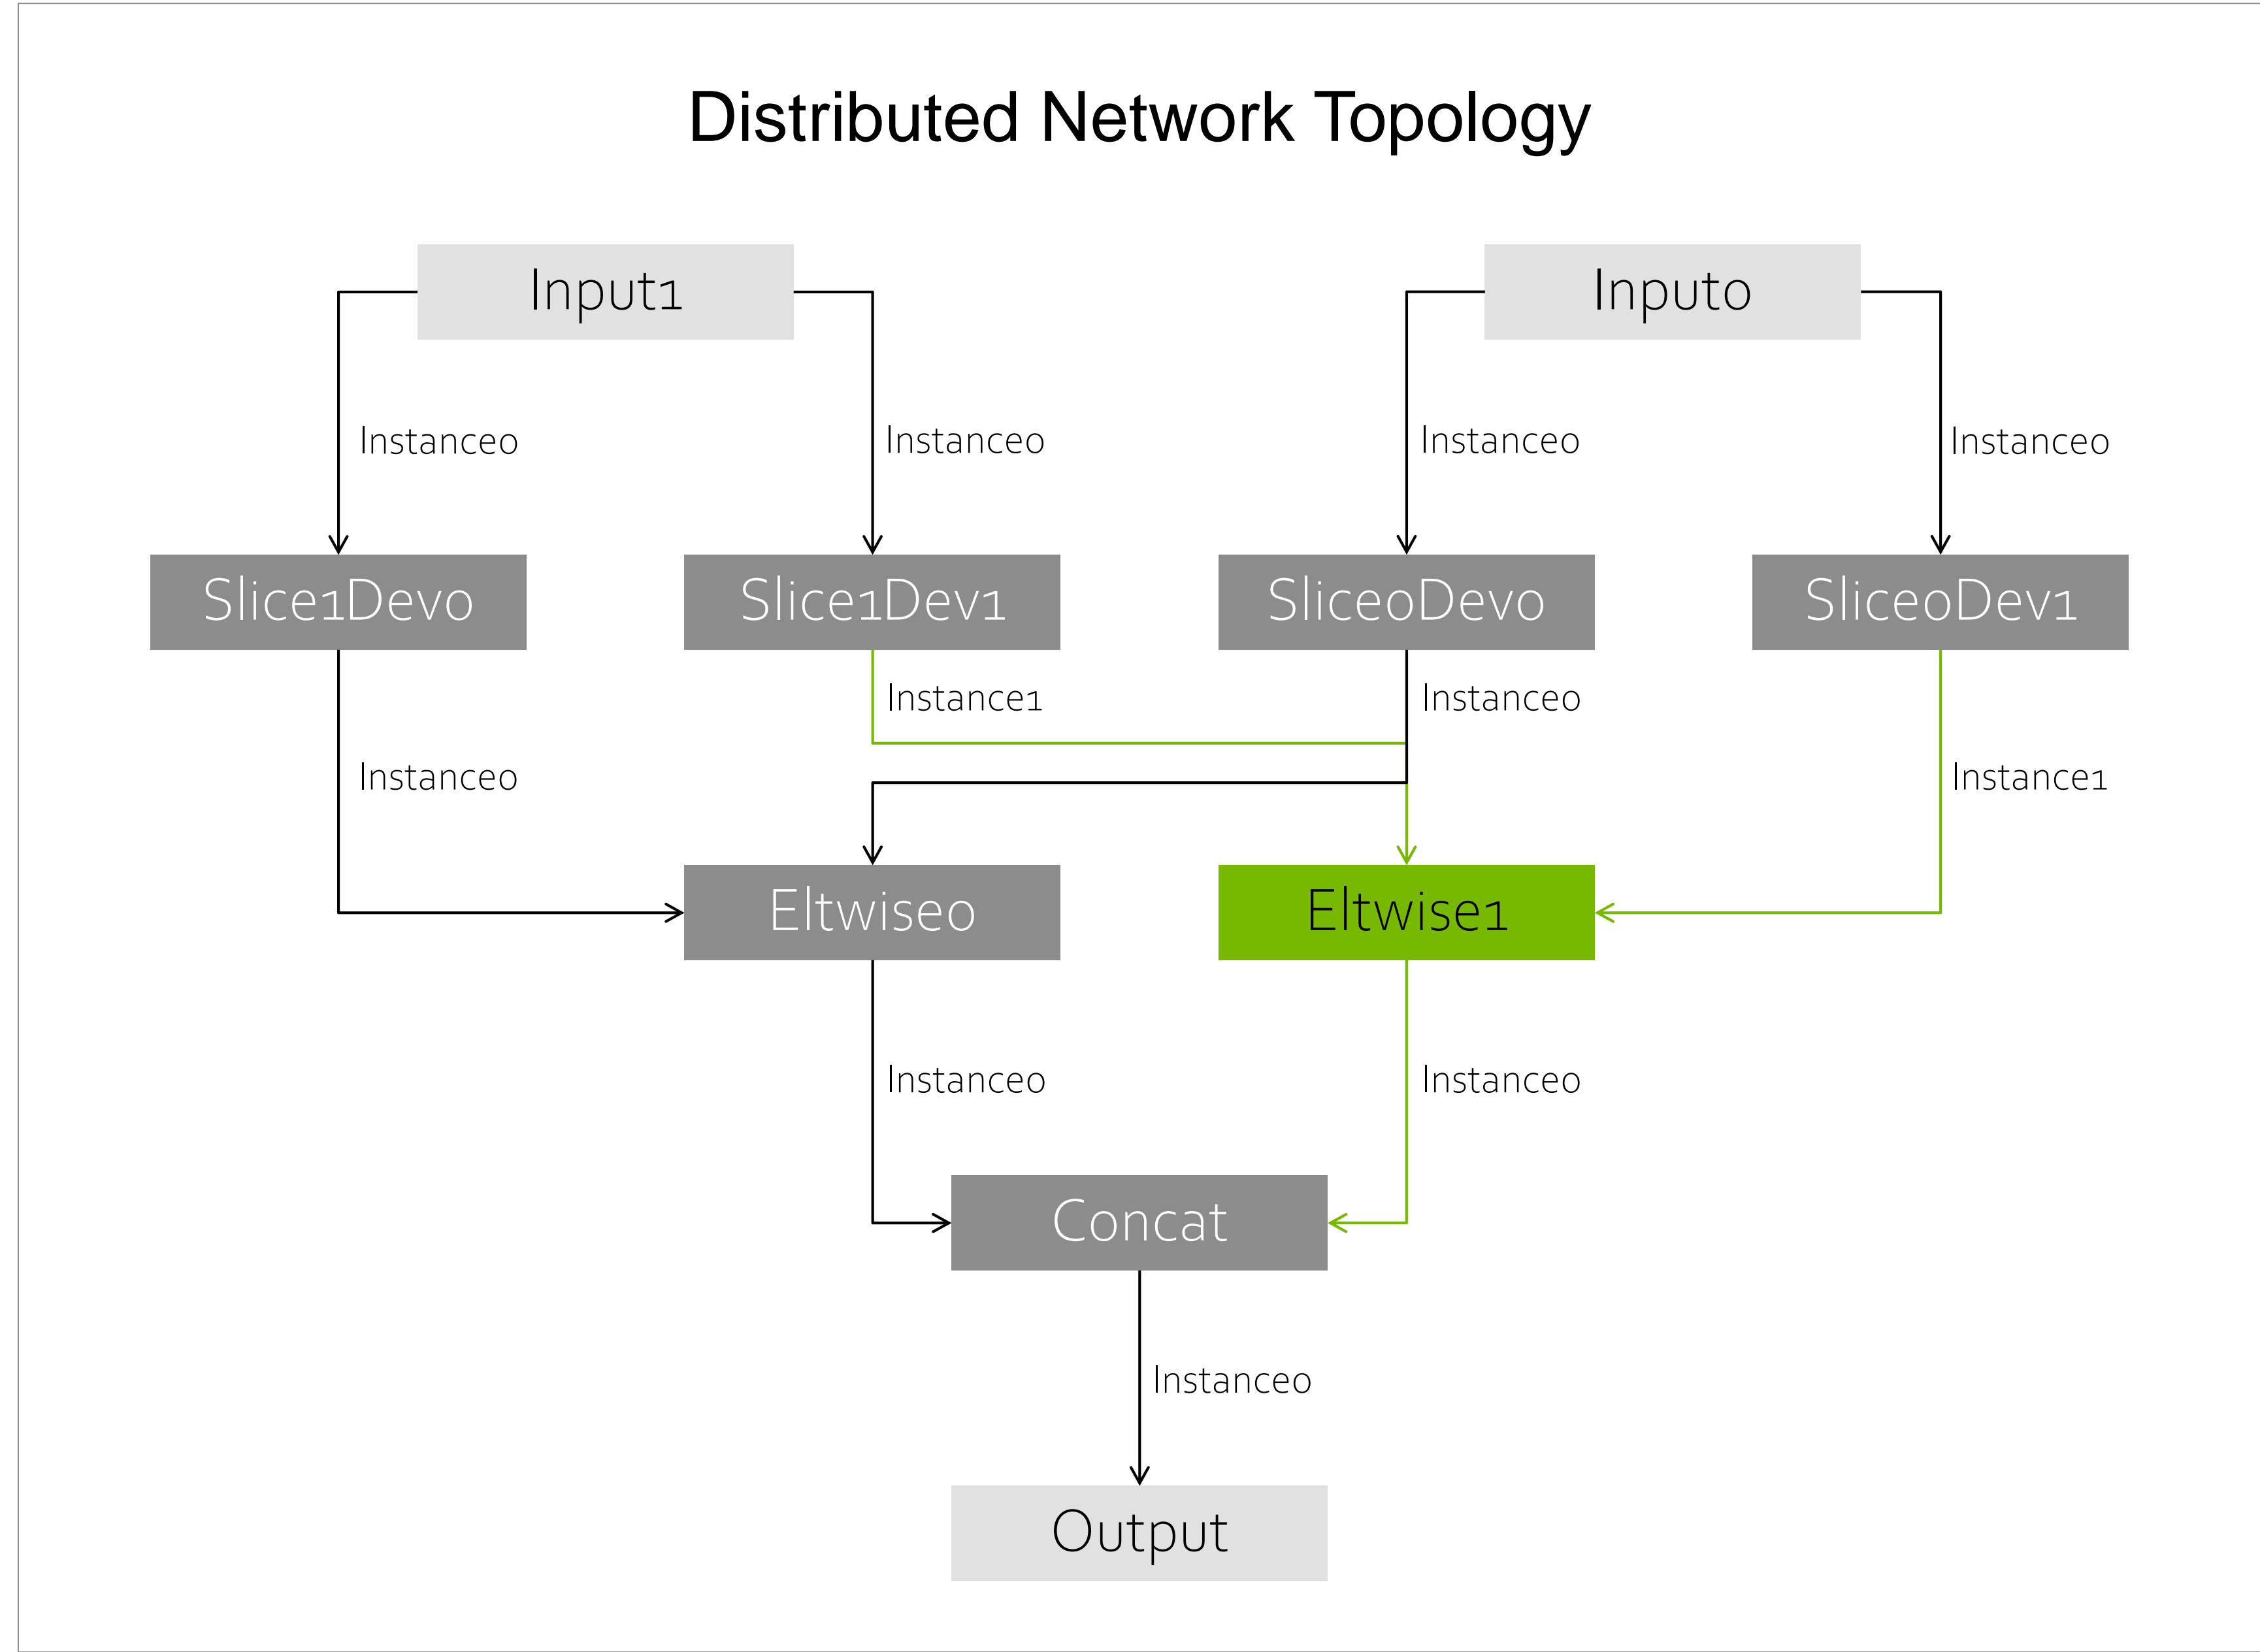 Distributed Network Topology
Input1
Input0
Instance0
Instance0
Instance0
Instance0
Slice1Dev0
Slice1Dev1
Slice0Dev0
Slice0Dev1
Instance1
Instance0
Instance0
Instance1
Eltwise0
Eltwise1
Instance0
Instance0
Concat
Instance0
Output